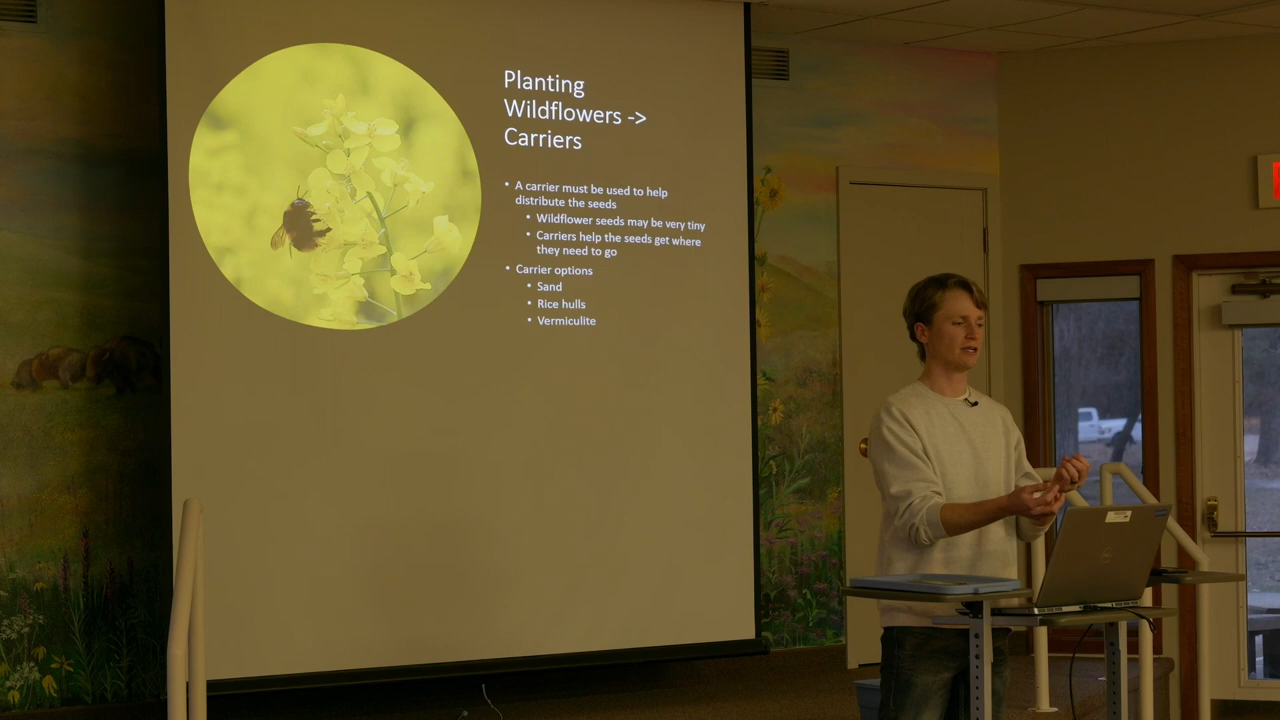 Planting
Wildflowers ->
Carriers
• A carrier must be used to help
distribute the seeds
• Wildflower seeds may be very tiny
• Carriers help the seeds get where
they need to go
• Carrier options
• Sand
• Rice hulls
• Vermiculite